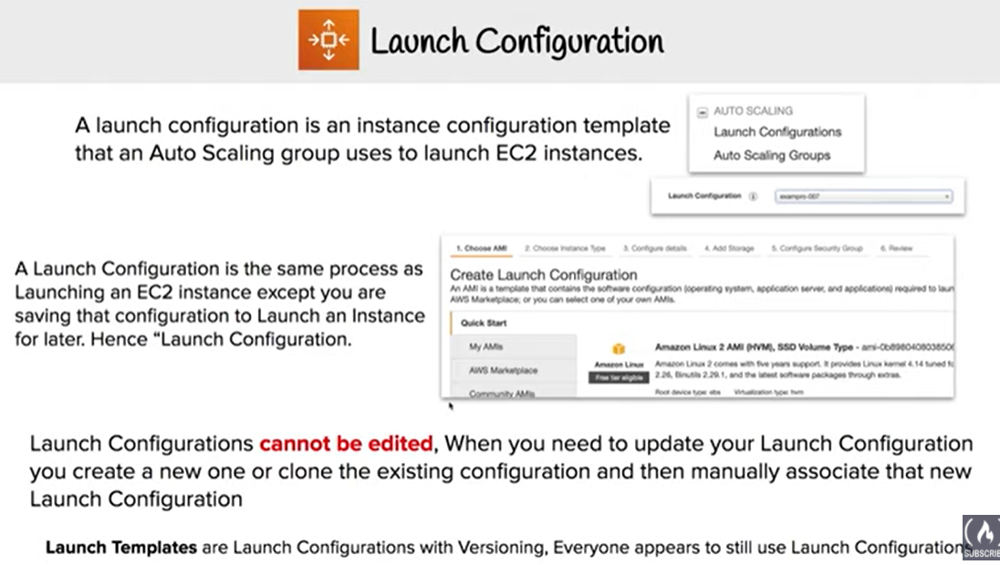 Launch Configuration
A launch configuration is an instance configuration template
that an Auto Scaling group uses to launch EC2 instances.
AUTO SCALING
Launch Configurations
Auto Scaling Groups
Launch Configuration
exampro-007
A Launch Configuration is the same process as
Launching an EC2 instance except you are
saving that configuration to Launch an Instance
for later. Hence “Launch Configuration.
1. Choose AMI 2. Choose Instance Type 3. Configure details 4. Add Storage 5. Configure Security Group 6. Review
Create Launch Configuration
An AMI is a template that contains the software configuration (operating system, application server, and applications) required to laun
AWS Marketplace; or you can select one of your own AMIs.
Quick Start
My AMIs
AWS Marketplace
Community AMIs
Amazon Linux
Free tier eligible
Amazon Linux 2 AMI (HVM), SSD Volume Type -
Amazon Linux 2 comes with five years support. It provides Linux kernel 4.14 tuned fo
2.26, Binutils 2.29.1, and the latest software packages through extras.
Root device type: ebs Virtualization type: hvm
Launch Configurations cannot be edited, When you need to update your Launch Configuration
you create a new one or clone the existing configuration and then manually associate that new
Launch Configuration
Launch Templates are Launch Configurations with Versioning, Everyone appears to still use Launch Configurations
SUBSCRIBE